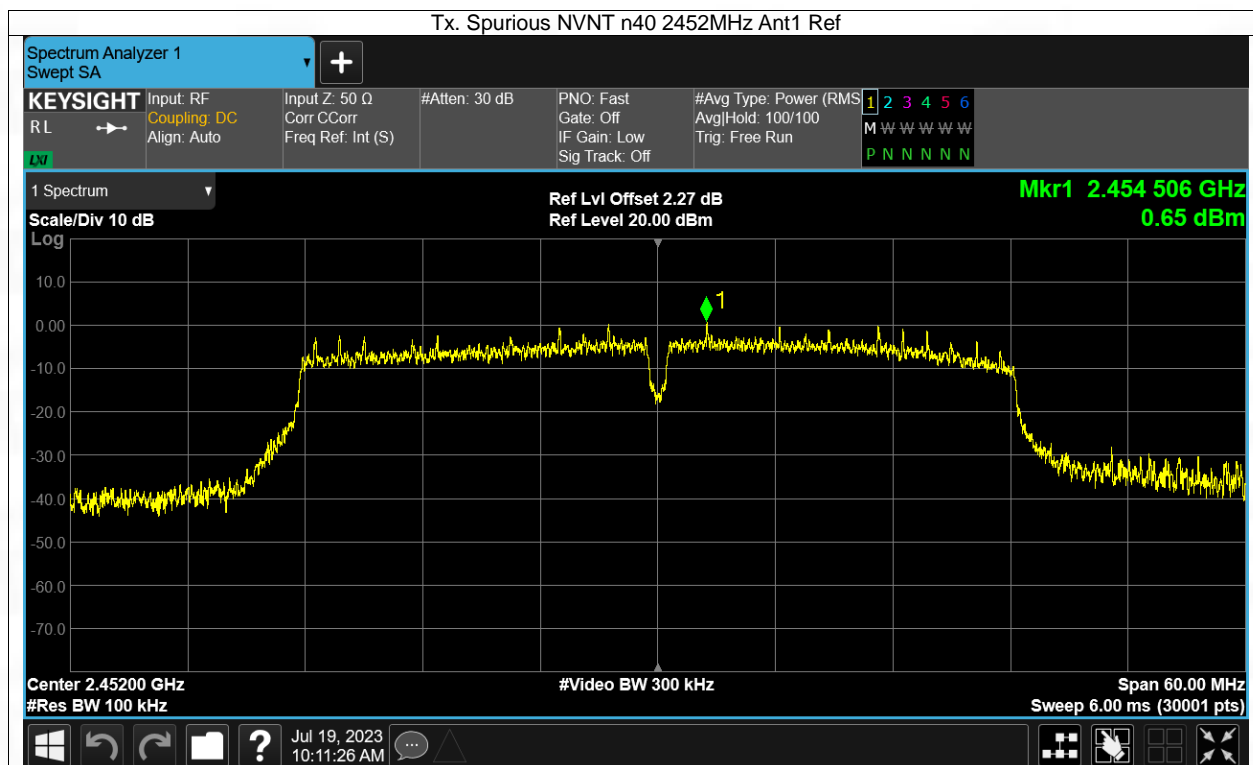 Tx. Spurious NVNT n40 2452MHz Ant1 Ref
Spectrum Analyzer 1
Swept SA
KEYSIGHT
RL
LXI
Input: RF
Coupling: DC
Align: Auto
Input Z: 50 Ω
Corr CCorr
Freq Ref: Int (S)
#Atten: 30 dB
PNO: Fast
Gate: Off
IF Gain: Low
Sig Track: Off
#Avg Type: Power (RMS
Avg|Hold: 100/100
Trig: Free Run
1 2 3 4 5 6
M W W W W W
P N N N N N
1 Spectrum
Scale/Div 10 dB
Ref Lvl Offset 2.27 dB
Ref Level 20.00 dBm
Mkr1 2.454 506 GHz
0.65 dBm
Log
10.0
0.00
-10.0
-20.0
-30.0
-40.0
-50.0
-60.0
-70.0
1
Center 2.45200 GHz
#Res BW 100 kHz
#Video BW 300 kHz
Span 60.00 MHz
Sweep 6.00 ms (30001 pts)
?
Jul 19, 2023
10:11:26 AM